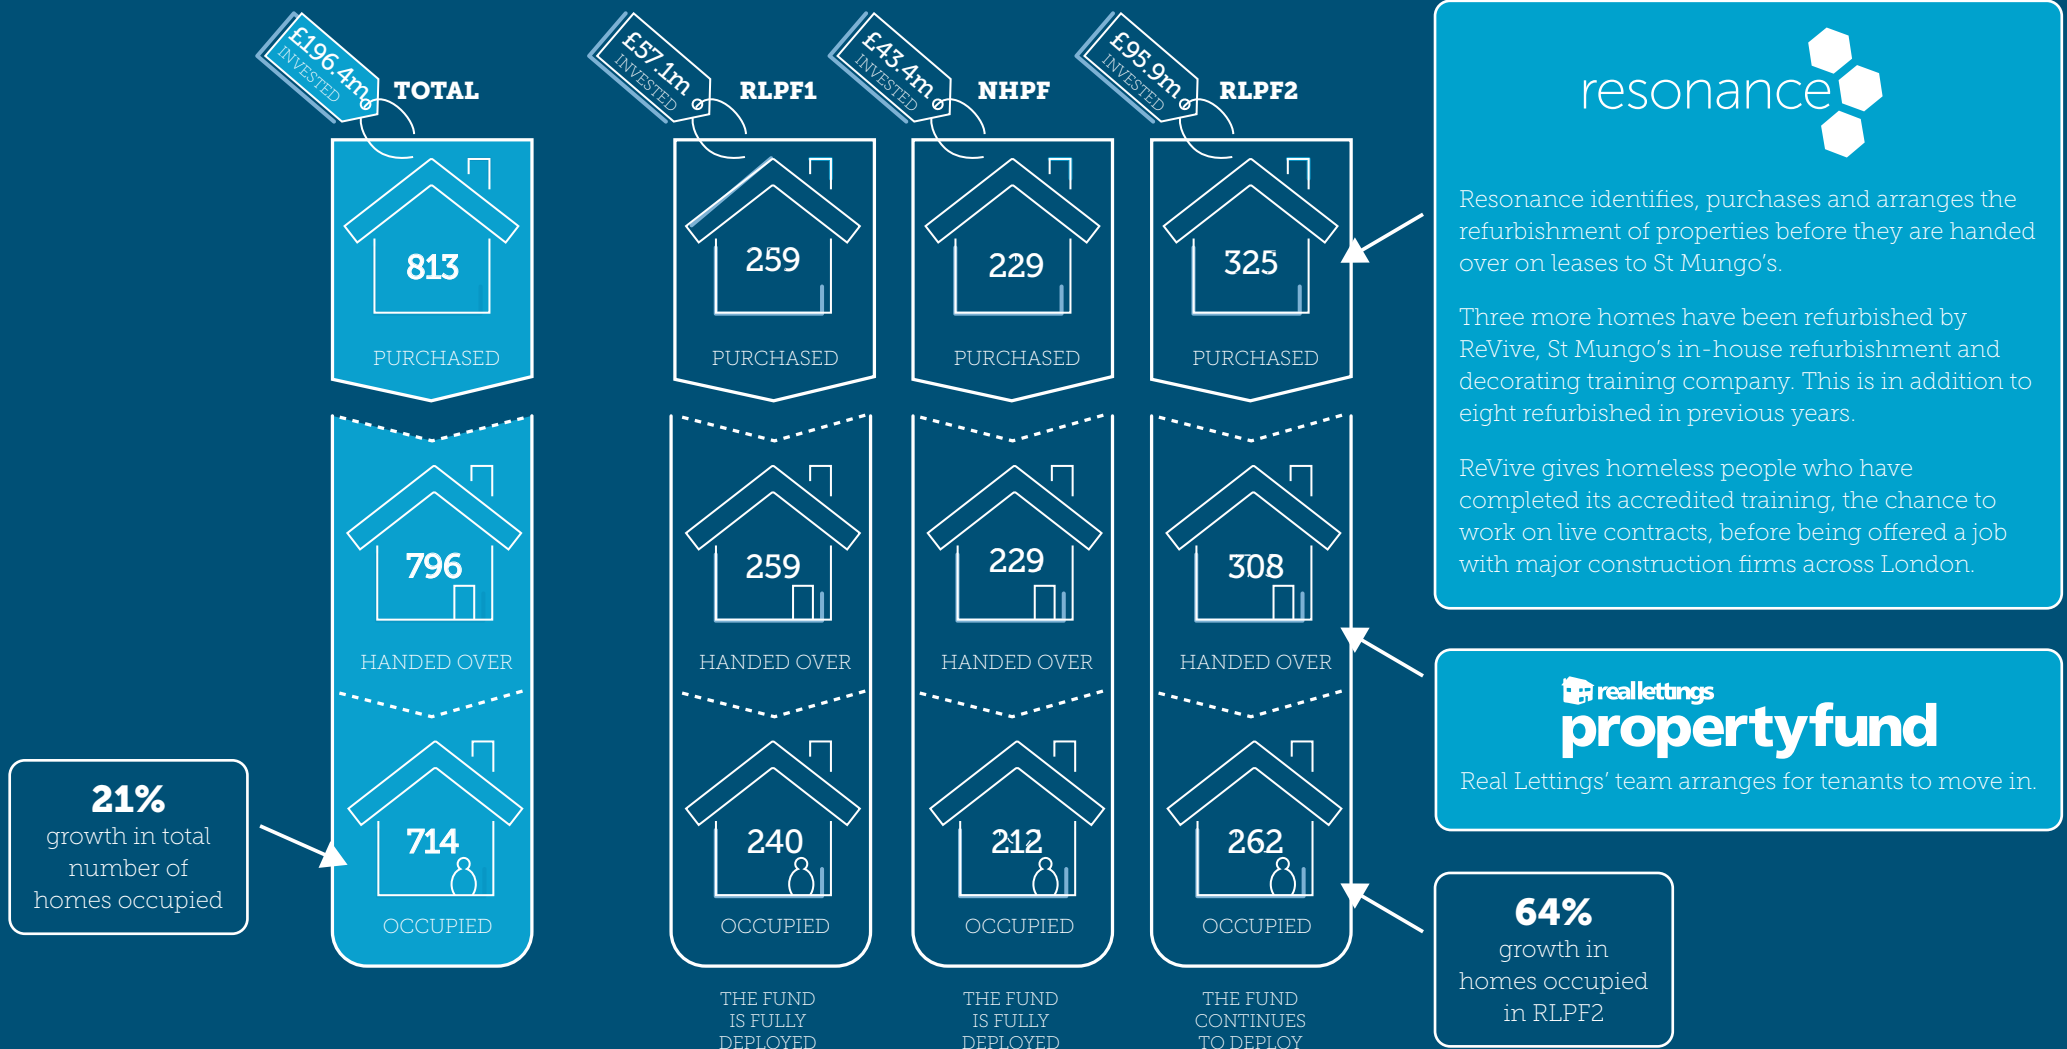 £196.4m
INVESTED
TOTAL
813
PURCHASED
796
HANDED OVER
714
OCCUPIED
21%
growth in total
number of
homes occupied
£57.1m
INVESTED
RLPF1
259
PURCHASED
259
HANDED OVER
240
OCCUPIED
THE FUND
IS FULLY
DEPLOYED
£43.4m
INVESTED
NHPF
229
PURCHASED
229
HANDED OVER
212
OCCUPIED
THE FUND
IS FULLY
DEPLOYED
£95.9m
INVESTED
RLPF2
325
PURCHASED
308
HANDED OVER
262
OCCUPIED
THE FUND
CONTINUES
TO DEPLOY
resonance
Resonance identifies, purchases and arranges the
refurbishment of properties before they are handed
over on leases to St Mungo’s.
Three more homes have been refurbished by
ReVive, St Mungo’s in-house refurbishment and
decorating training company. This is in addition to
eight refurbished in previous years.
ReVive gives homeless people who have
completed its accredited training, the chance to
work on live contracts, before being offered a job
with major construction firms across London.
reallettings
propertyfund
Real Lettings’ team arranges for tenants to move in.
64%
growth in
homes occupied
in RLPF2